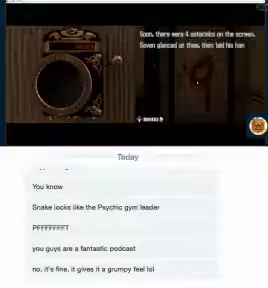 Soon, there were 4 asterisks on the screen.
Seven glanced at them, then laid his han
menu
Today
You know
Snake looks like the Psychic gym leader
PFFFFFFFT
you guys are a fantastic podcast
no, it's fine, it gives it a grumpy feel lol